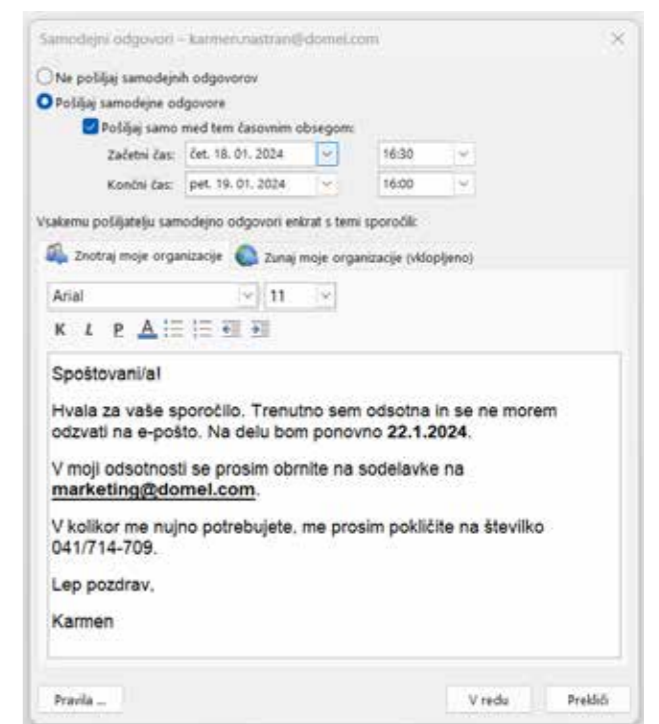 Samodejni odgovori – karmen.nastran@domel.com
Ne pošiljaj samodejnih odgovorov
Pošiljaj samodejne odgovore
Pošiljaj samo med tem časovnim obsegom:
Začetni čas: čet. 18. 01. 2024 16:30
Končni čas: pet. 19. 01. 2024 16:00
Vsakemu pošiljatelju samodejno odgovori enkrat s temi sporočili:
Znotraj moje organizacije Zunaj moje organizacije (vklopljeno)
Arial 11
K L P A
Spoštovani/a!
Hvala za vaše sporočilo. Trenutno sem odsotna in se ne morem
odzvati na e-pošto. Na delu bom ponovno 22.1.2024.
V moji odsotnosti se prosim obrnite na sodelavke na
marketing@domel.com.
V kolikor me nujno potrebujete, me prosim pokličite na številko
041/714-709.
Lep pozdrav,
Karmen
Pravila ... V redu Prekliči